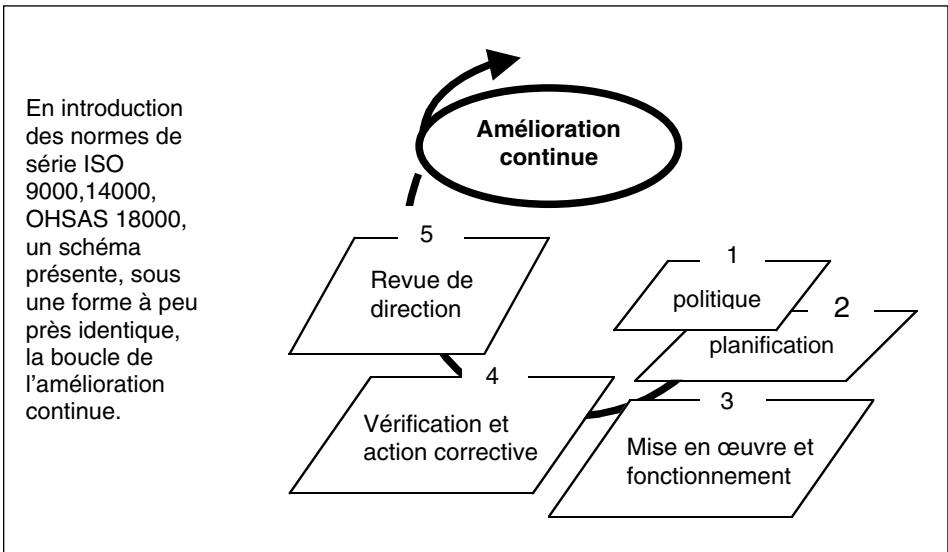 En introduction
des normes de
série ISO
9000,14000,
OHSAS 18000,
un schéma
présente, sous
une forme à peu
près identique,
la boucle de
l'amélioration
continue.
Amélioration
continue
1
politique
2
planification
3
Mise en œuvre et
fonctionnement
4
Vérification et
action corrective
5
Revue de
direction